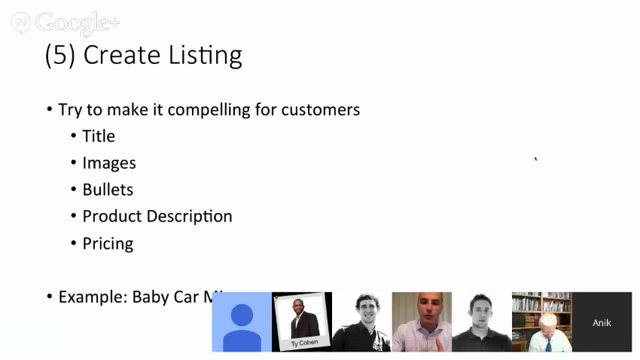 Google+
(5) Create Listing
• Try to make it compelling for customers
• Title
• Images
• Bullets
• Product Description
• Pricing
• Example: Baby Car
Ty Cohen
Anik